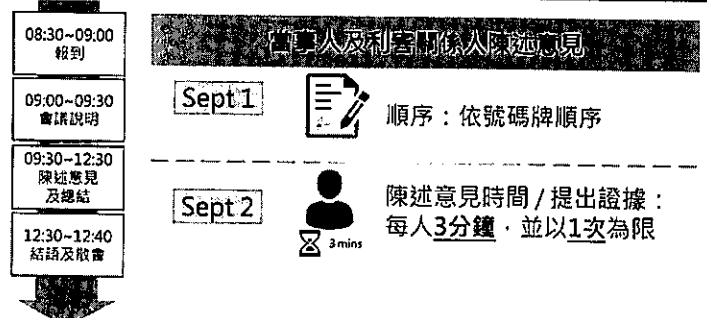 08:30~09:00
報到
09:00~09:30
會議說明
09:30~12:30
陳述意見
及總結
12:30~12:40
結語及散會
當事人及利害關係人陳述意見
Sept 1
順序：依號碼牌順序
Sept 2
3 mins
陳述意見時間 / 提出證據：
每人3分鐘，並以1次為限